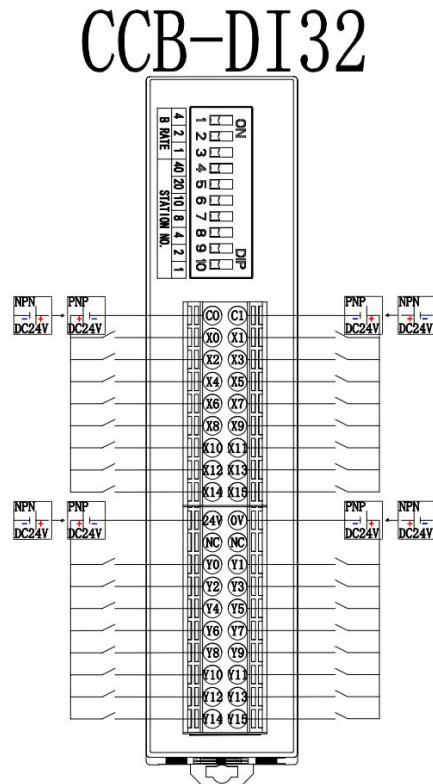 CCB-DI32
ON
DIP
1 2 3 4 5 6 7 8 9 10
4 2 1 40 20 10 8 4 2 1
B RATE
STATION NO.
NPN PNP C0 C1 PNP NPN
DC24V DC24V DC24V DC24V
X0 X1
X2 X3
X4 X5
X6 X7
X8 X9
X10 X11
X12 X13
X14 X15
NPN PNP 24V 0V PNP NPN
DC24V DC24V DC24V DC24V
NC NC
Y0 Y1
Y2 Y3
Y4 Y5
Y6 Y7
Y8 Y9
Y10 Y11
Y12 Y13
Y14 Y15